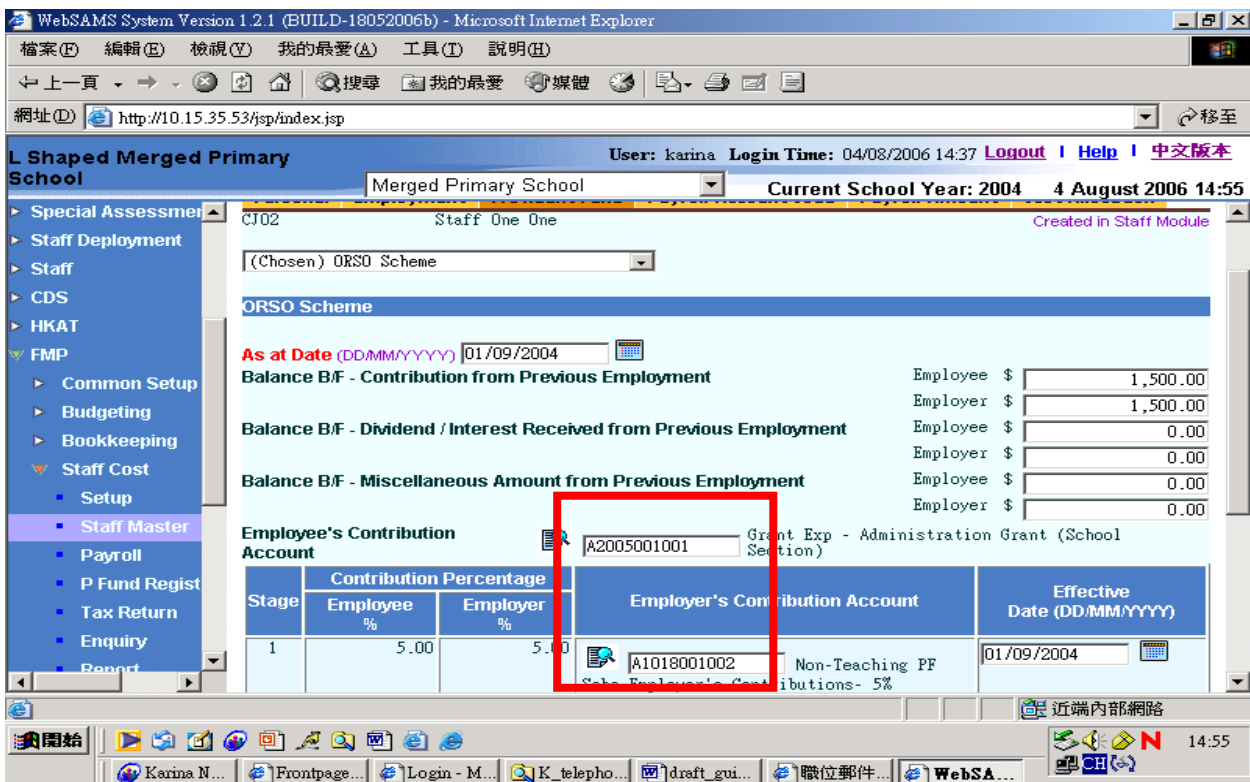 WebSAMS System Version 1.2.1 (BUILD-18052006b) - Microsoft Internet Explorer
檔案(F) 編輯(E) 檢視(V) 我的最愛(A) 工具(T) 說明(H)
上一頁 搜尋 我的最愛 媒體
網址(D) http://10.15.35.53/jsp/index.jsp 移至
L Shaped Merged Primary School
User: karina Login Time: 04/08/2006 14:37 Logout | Help | 中文版本
Merged Primary School Current School Year: 2004 4 August 2006 14:55
Special Assessmen
Staff Deployment
Staff
CDS
HKAT
FMP
Common Setup
Budgeting
Bookkeeping
Staff Cost
Setup
Staff Master
Payroll
P Fund Regist
Tax Return
Enquiry
Report
CJ02 Staff One One Created in Staff Module
(Chosen) ORSO Scheme
ORSO Scheme
As at Date (DD/MM/YYYY) 01/09/2004
Balance B/F - Contribution from Previous Employment Employee $ 1,500.00
Employer $ 1,500.00
Balance B/F - Dividend / Interest Received from Previous Employment Employee $ 0.00
Employer $ 0.00
Balance B/F - Miscellaneous Amount from Previous Employment Employee $ 0.00
Employer $ 0.00
Employee's Contribution Account A2005001001 Grant Exp - Administration Grant (School Section)
Stage Contribution Percentage Employer's Contribution Account Effective Date (DD/MM/YYYY)
Employee % Employer %
1 5.00 5.00 A1018001002 Non-Teaching PF 01/09/2004
Employer's Contributions- 5%
近端內部網路
開始 14:55
Karina N... Frontpage... Login - M... K_telepho... draft_gui... 職位郵件... WebSA... CH